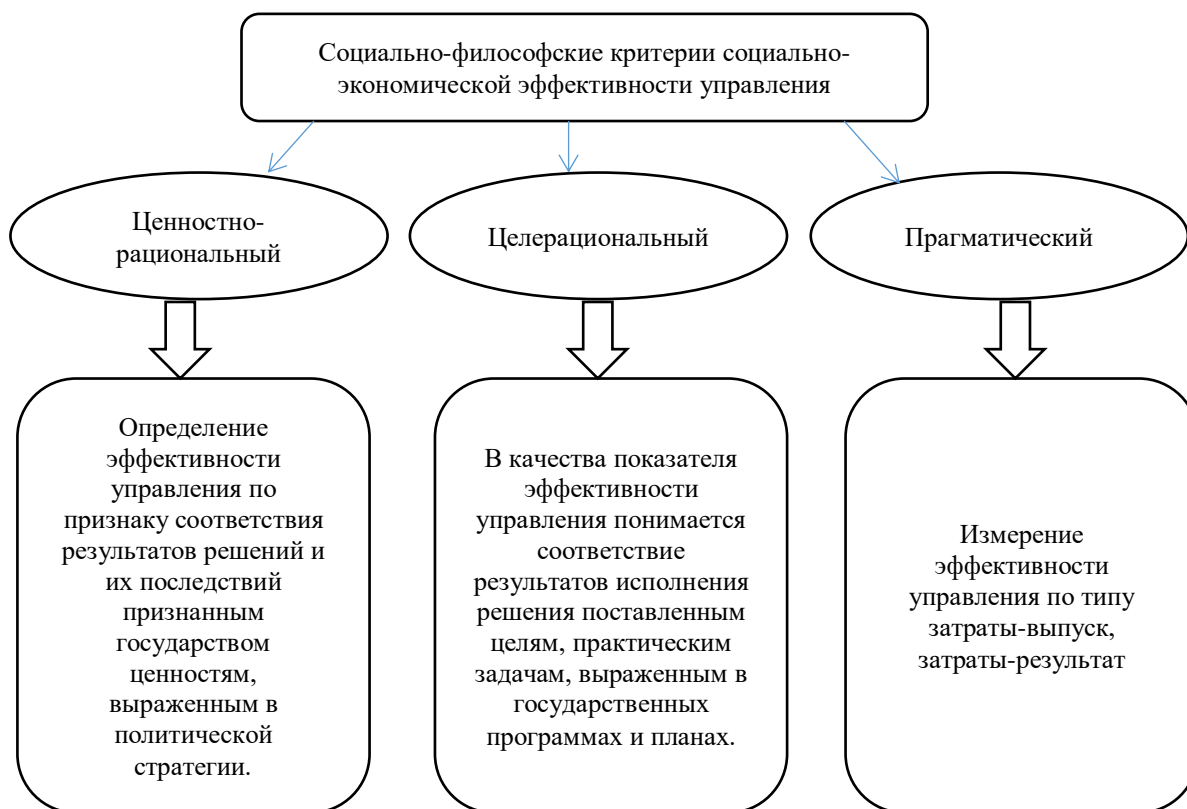 Социально-философские критерии социально-
экономической эффективности управления
Ценностно-
рациональный
Целерациональный
Прагматический
Определение
эффективности
управления по
признаку соответствия
результатов решений и
их последствий
признанным
государством
ценностям,
выраженным в
политической
стратегии.
В качества показателя
эффективности
управления понимается
соответствие
результатов исполнения
решения поставленным
целям, практическим
задачам, выраженным в
государственных
программах и планах.
Измерение
эффективности
управления по типу
затраты-выпуск,
затраты-результат